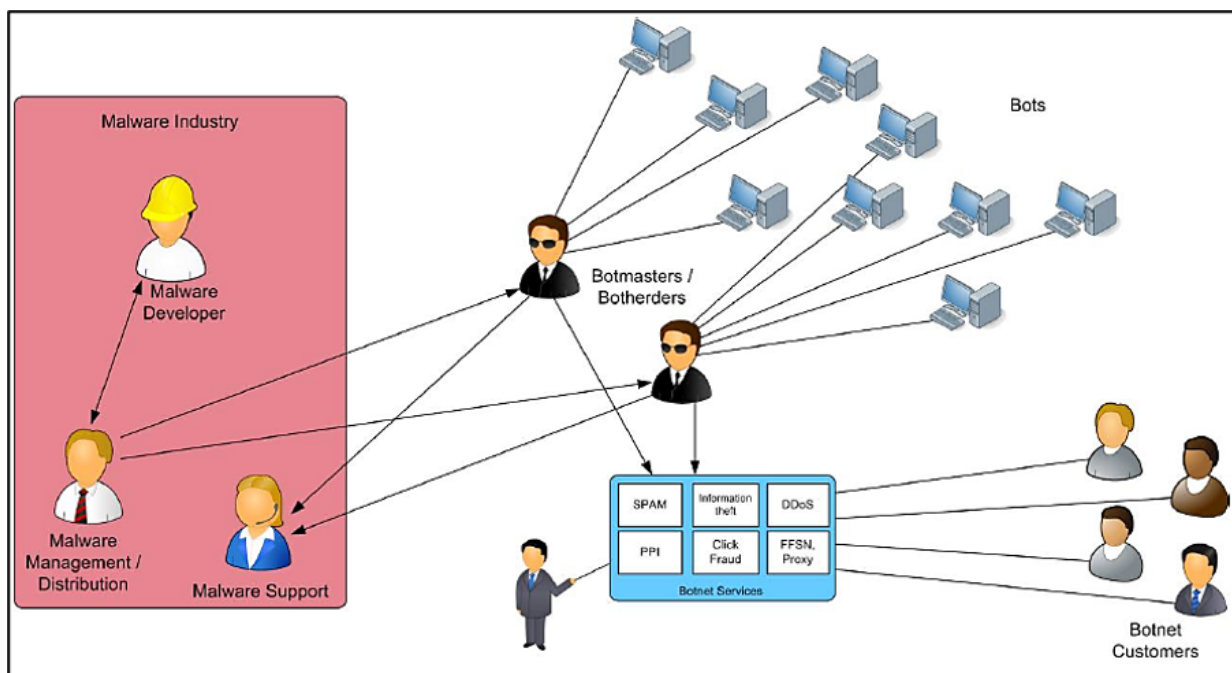 Malware Industry
Malware
Developer
Malware
Management /
Distribution
Malware Support
Botmasters /
Botherders
Bots
SPAM
Information
theft
DDoS
PPI
Click
Fraud
FFSN,
Proxy
Botnet Services
Botnet
Customers